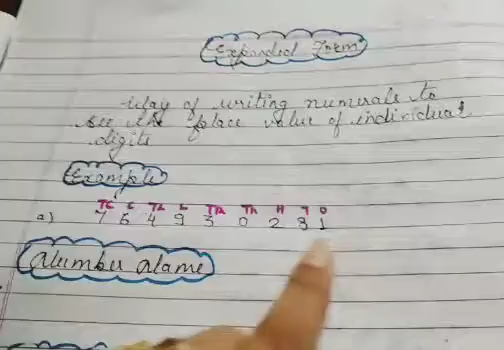 Expanded Form
Way of writing numerals to
see the place value of individual
digits
Example
TC C TL L TTh Th H T O
a) 7 6 4 9 5 0 2 3 1
Number Name